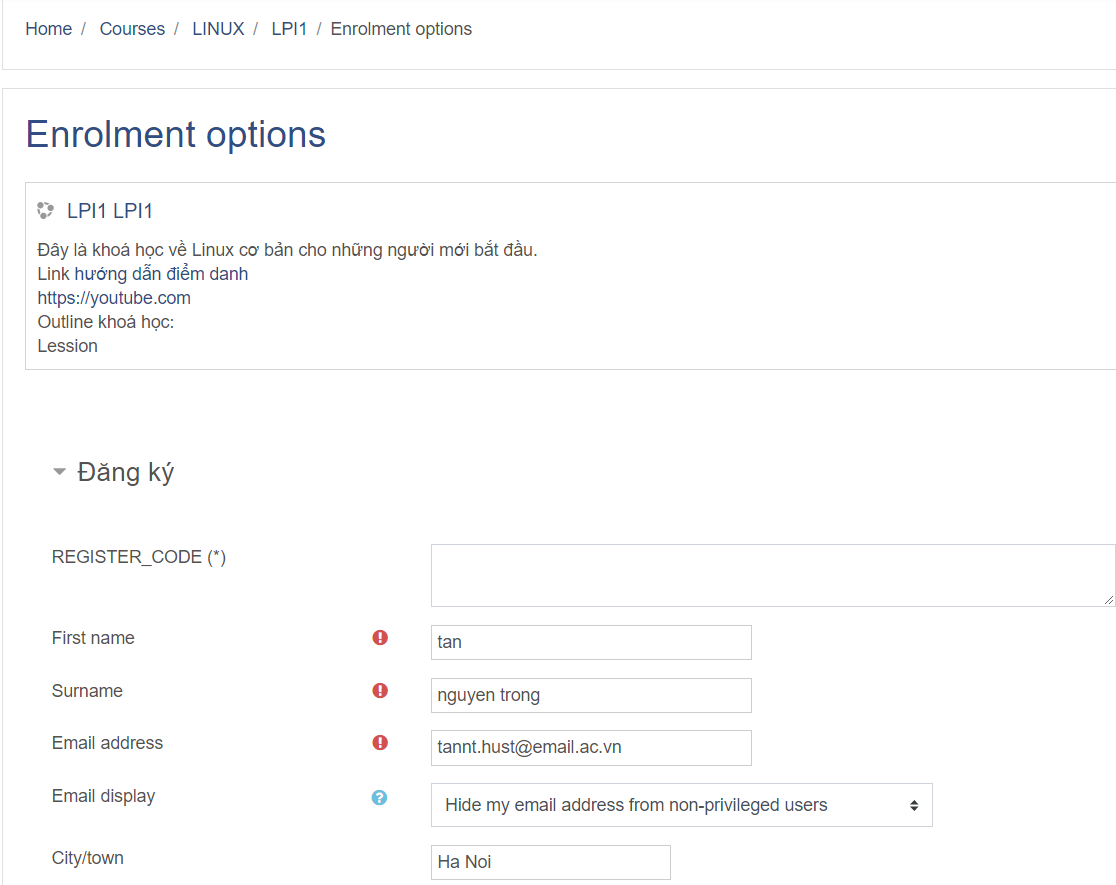 Home / Courses / LINUX / LPI1 / Enrolment options
Enrolment options
LPI1 LPI1
Đây là khoá học về Linux cơ bản cho những người mới bắt đầu.
Link hướng dẫn điểm danh
https://youtube.com
Outline khoá học:
Lession
Đăng ký
REGISTER_CODE (*)
First name tan
Surname nguyen trong
Email address tannt.hust@email.ac.vn
Email display Hide my email address from non-privileged users
City/town Ha Noi